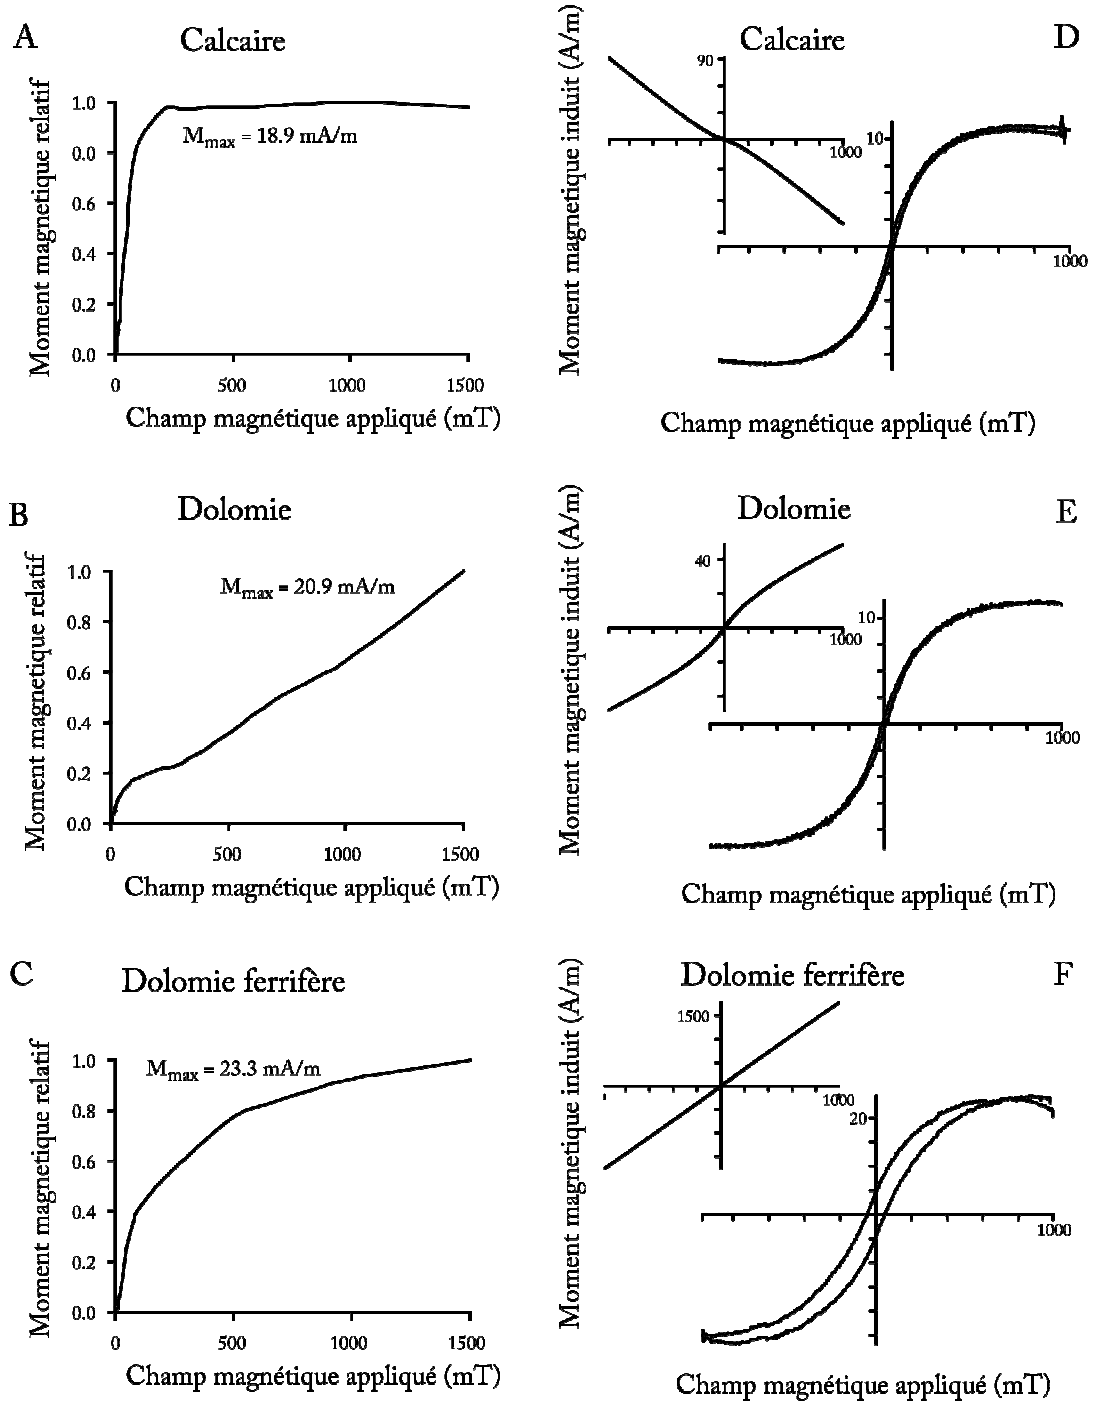 A
Calcaire
Moment magnetique relatif
1.0
0.0
0.6
0.4
0.2
0.0
M_max = 18.9 mA/m
0
500
1000
1500
Champ magnétique appliqué (mT)
D
Calcaire
Moment magnetique induit (A/m)
90
1000
10
1000
Champ magnétique appliqué (mT)
B
Dolomie
Moment magnetique relatif
1.0
0.8
0.6
0.4
0.2
0.0
M_max = 20.9 mA/m
0
500
1000
1500
Champ magnétique appliqué (mT)
E
Dolomie
Moment magnetique induit (A/m)
40
1000
10
1000
Champ magnétique appliqué (mT)
C
Dolomie ferrifère
Moment magnetique relatif
1.0
0.8
0.6
0.4
0.2
0.0
M_max = 23.3 mA/m
0
500
1000
1500
Champ magnétique appliqué (mT)
F
Dolomie ferrifère
Moment magnetique induit (A/m)
1500
1000
20
1000
Champ magnétique appliqué (mT)